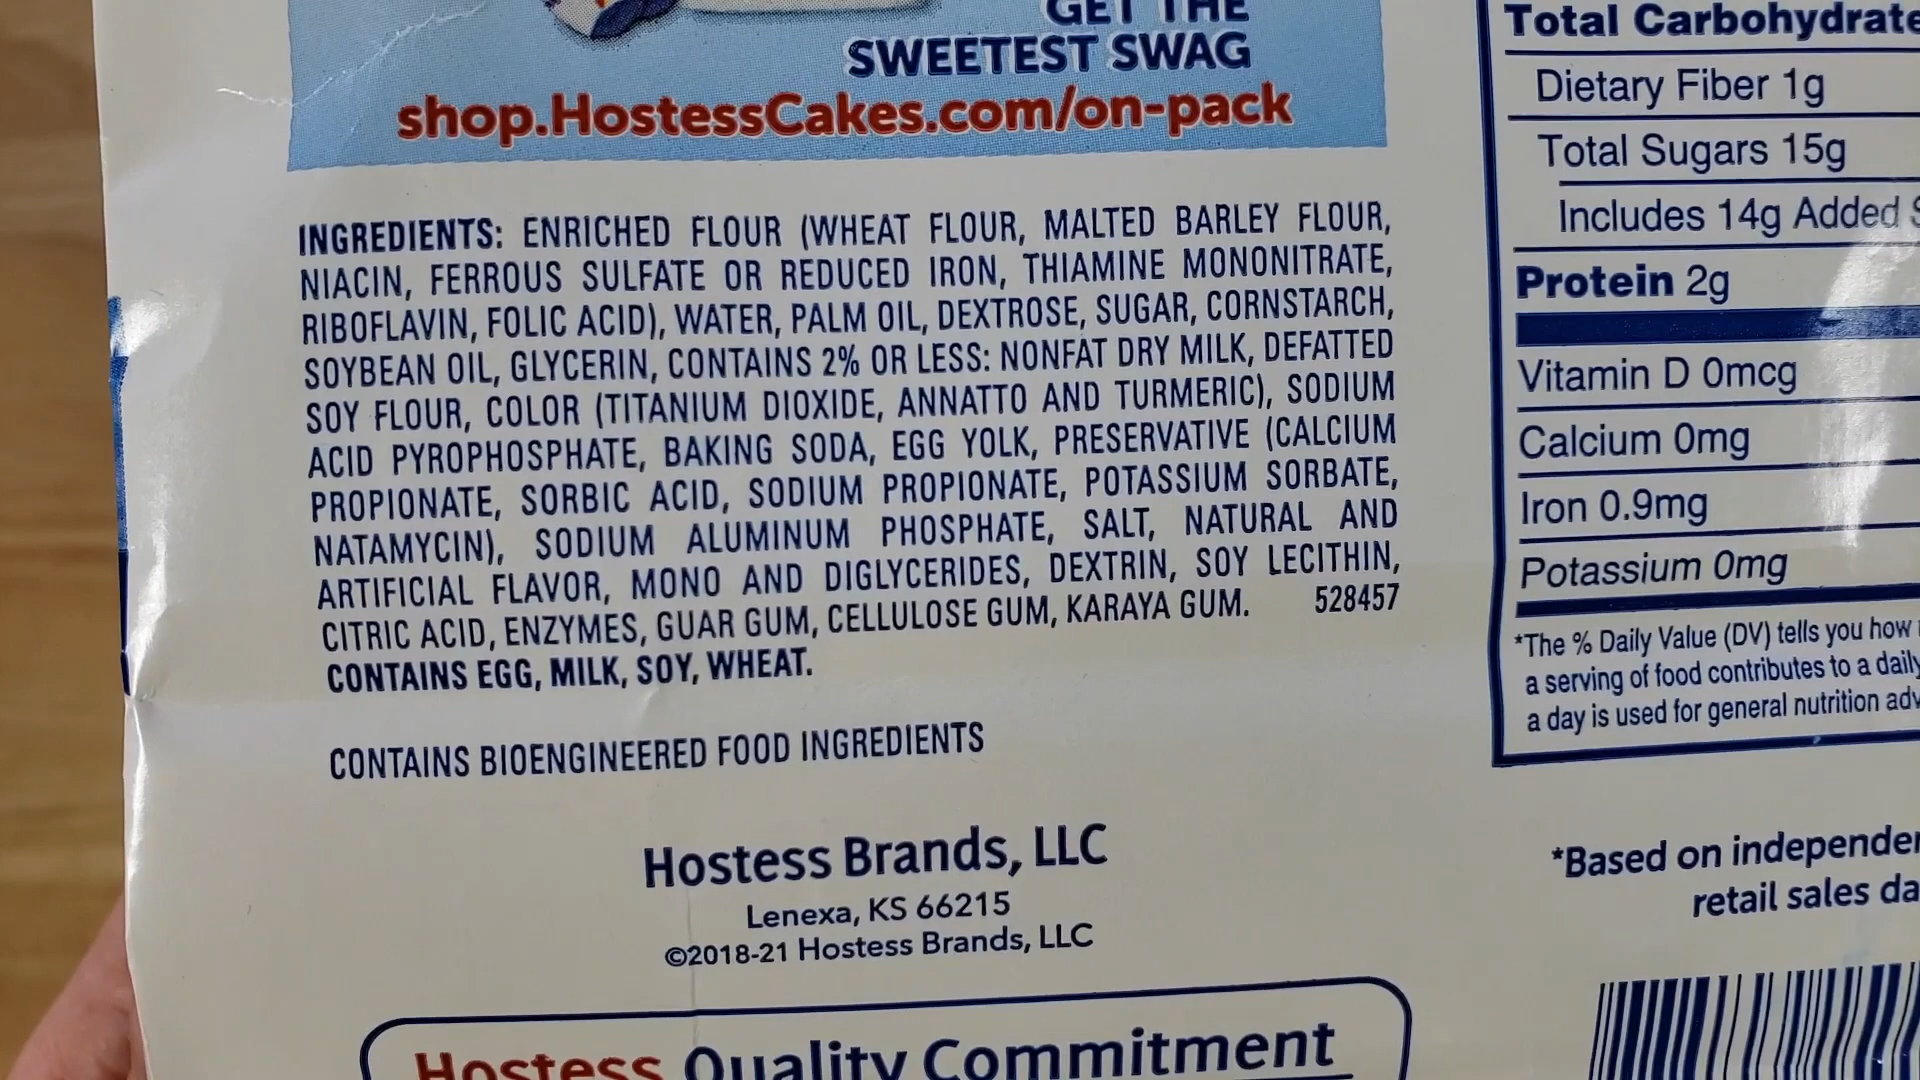 GET THE
SWEETEST SWAG
shop.HostessCakes.com/on-pack
INGREDIENTS: ENRICHED FLOUR (WHEAT FLOUR, MALTED BARLEY FLOUR,
NIACIN, FERROUS SULFATE OR REDUCED IRON, THIAMINE MONONITRATE,
RIBOFLAVIN, FOLIC ACID), WATER, PALM OIL, DEXTROSE, SUGAR, CORNSTARCH,
SOYBEAN OIL, GLYCERIN, CONTAINS 2% OR LESS: NONFAT DRY MILK, DEFATTED
SOY FLOUR, COLOR (TITANIUM DIOXIDE, ANNATTO AND TURMERIC), SODIUM
ACID PYROPHOSPHATE, BAKING SODA, EGG YOLK, PRESERVATIVE (CALCIUM
PROPIONATE, SORBIC ACID, SODIUM PROPIONATE, POTASSIUM SORBATE,
NATAMYCIN), SODIUM ALUMINUM PHOSPHATE, SALT, NATURAL AND
ARTIFICIAL FLAVOR, MONO AND DIGLYCERIDES, DEXTRIN, SOY LECITHIN,
CITRIC ACID, ENZYMES, GUAR GUM, CELLULOSE GUM, KARAYA GUM. 528457
CONTAINS EGG, MILK, SOY, WHEAT.
CONTAINS BIOENGINEERED FOOD INGREDIENTS
Hostess Brands, LLC
Lenexa, KS 66215
©2018-21 Hostess Brands, LLC
Hostess Quality Commitment
Total Carbohydrate
Dietary Fiber 1g
Total Sugars 15g
Includes 14g Added
Protein 2g
Vitamin D 0mcg
Calcium 0mg
Iron 0.9mg
Potassium 0mg
*The % Daily Value (DV) tells you how
a serving of food contributes to a daily
a day is used for general nutrition
*Based on
retail sales